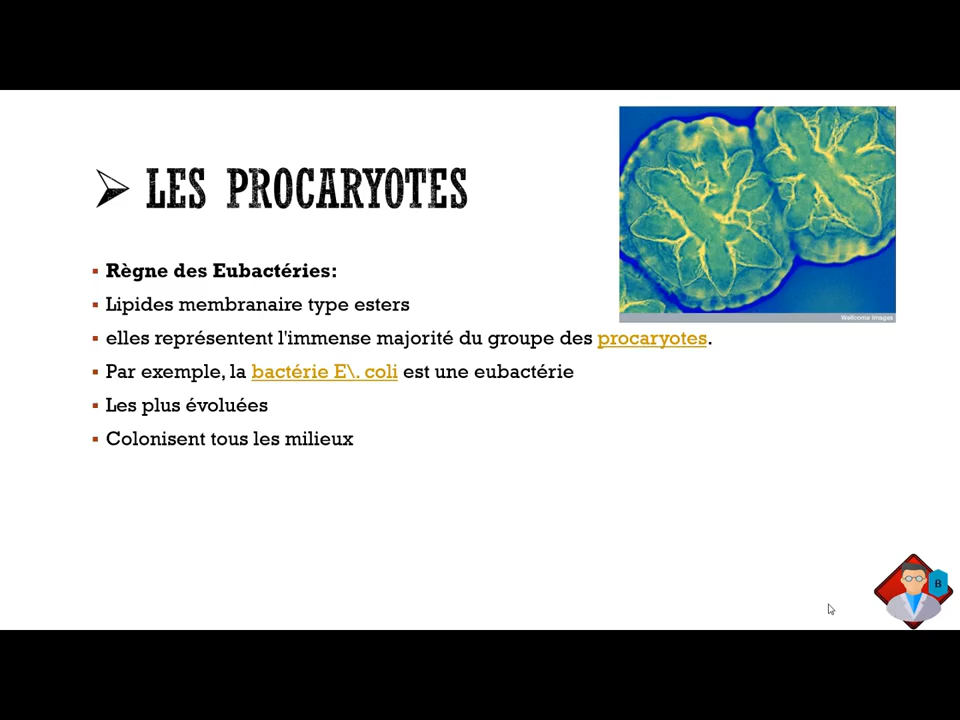 LES PROCARYOTES
Règne des Eubactéries:
Lipides membranaire type esters
elles représentent l'immense majorité du groupe des procaryotes.
Par exemple, la bactérie E\. coli est une eubactérie
Les plus évoluées
Colonisent tous les milieux
Wellcome Images
B